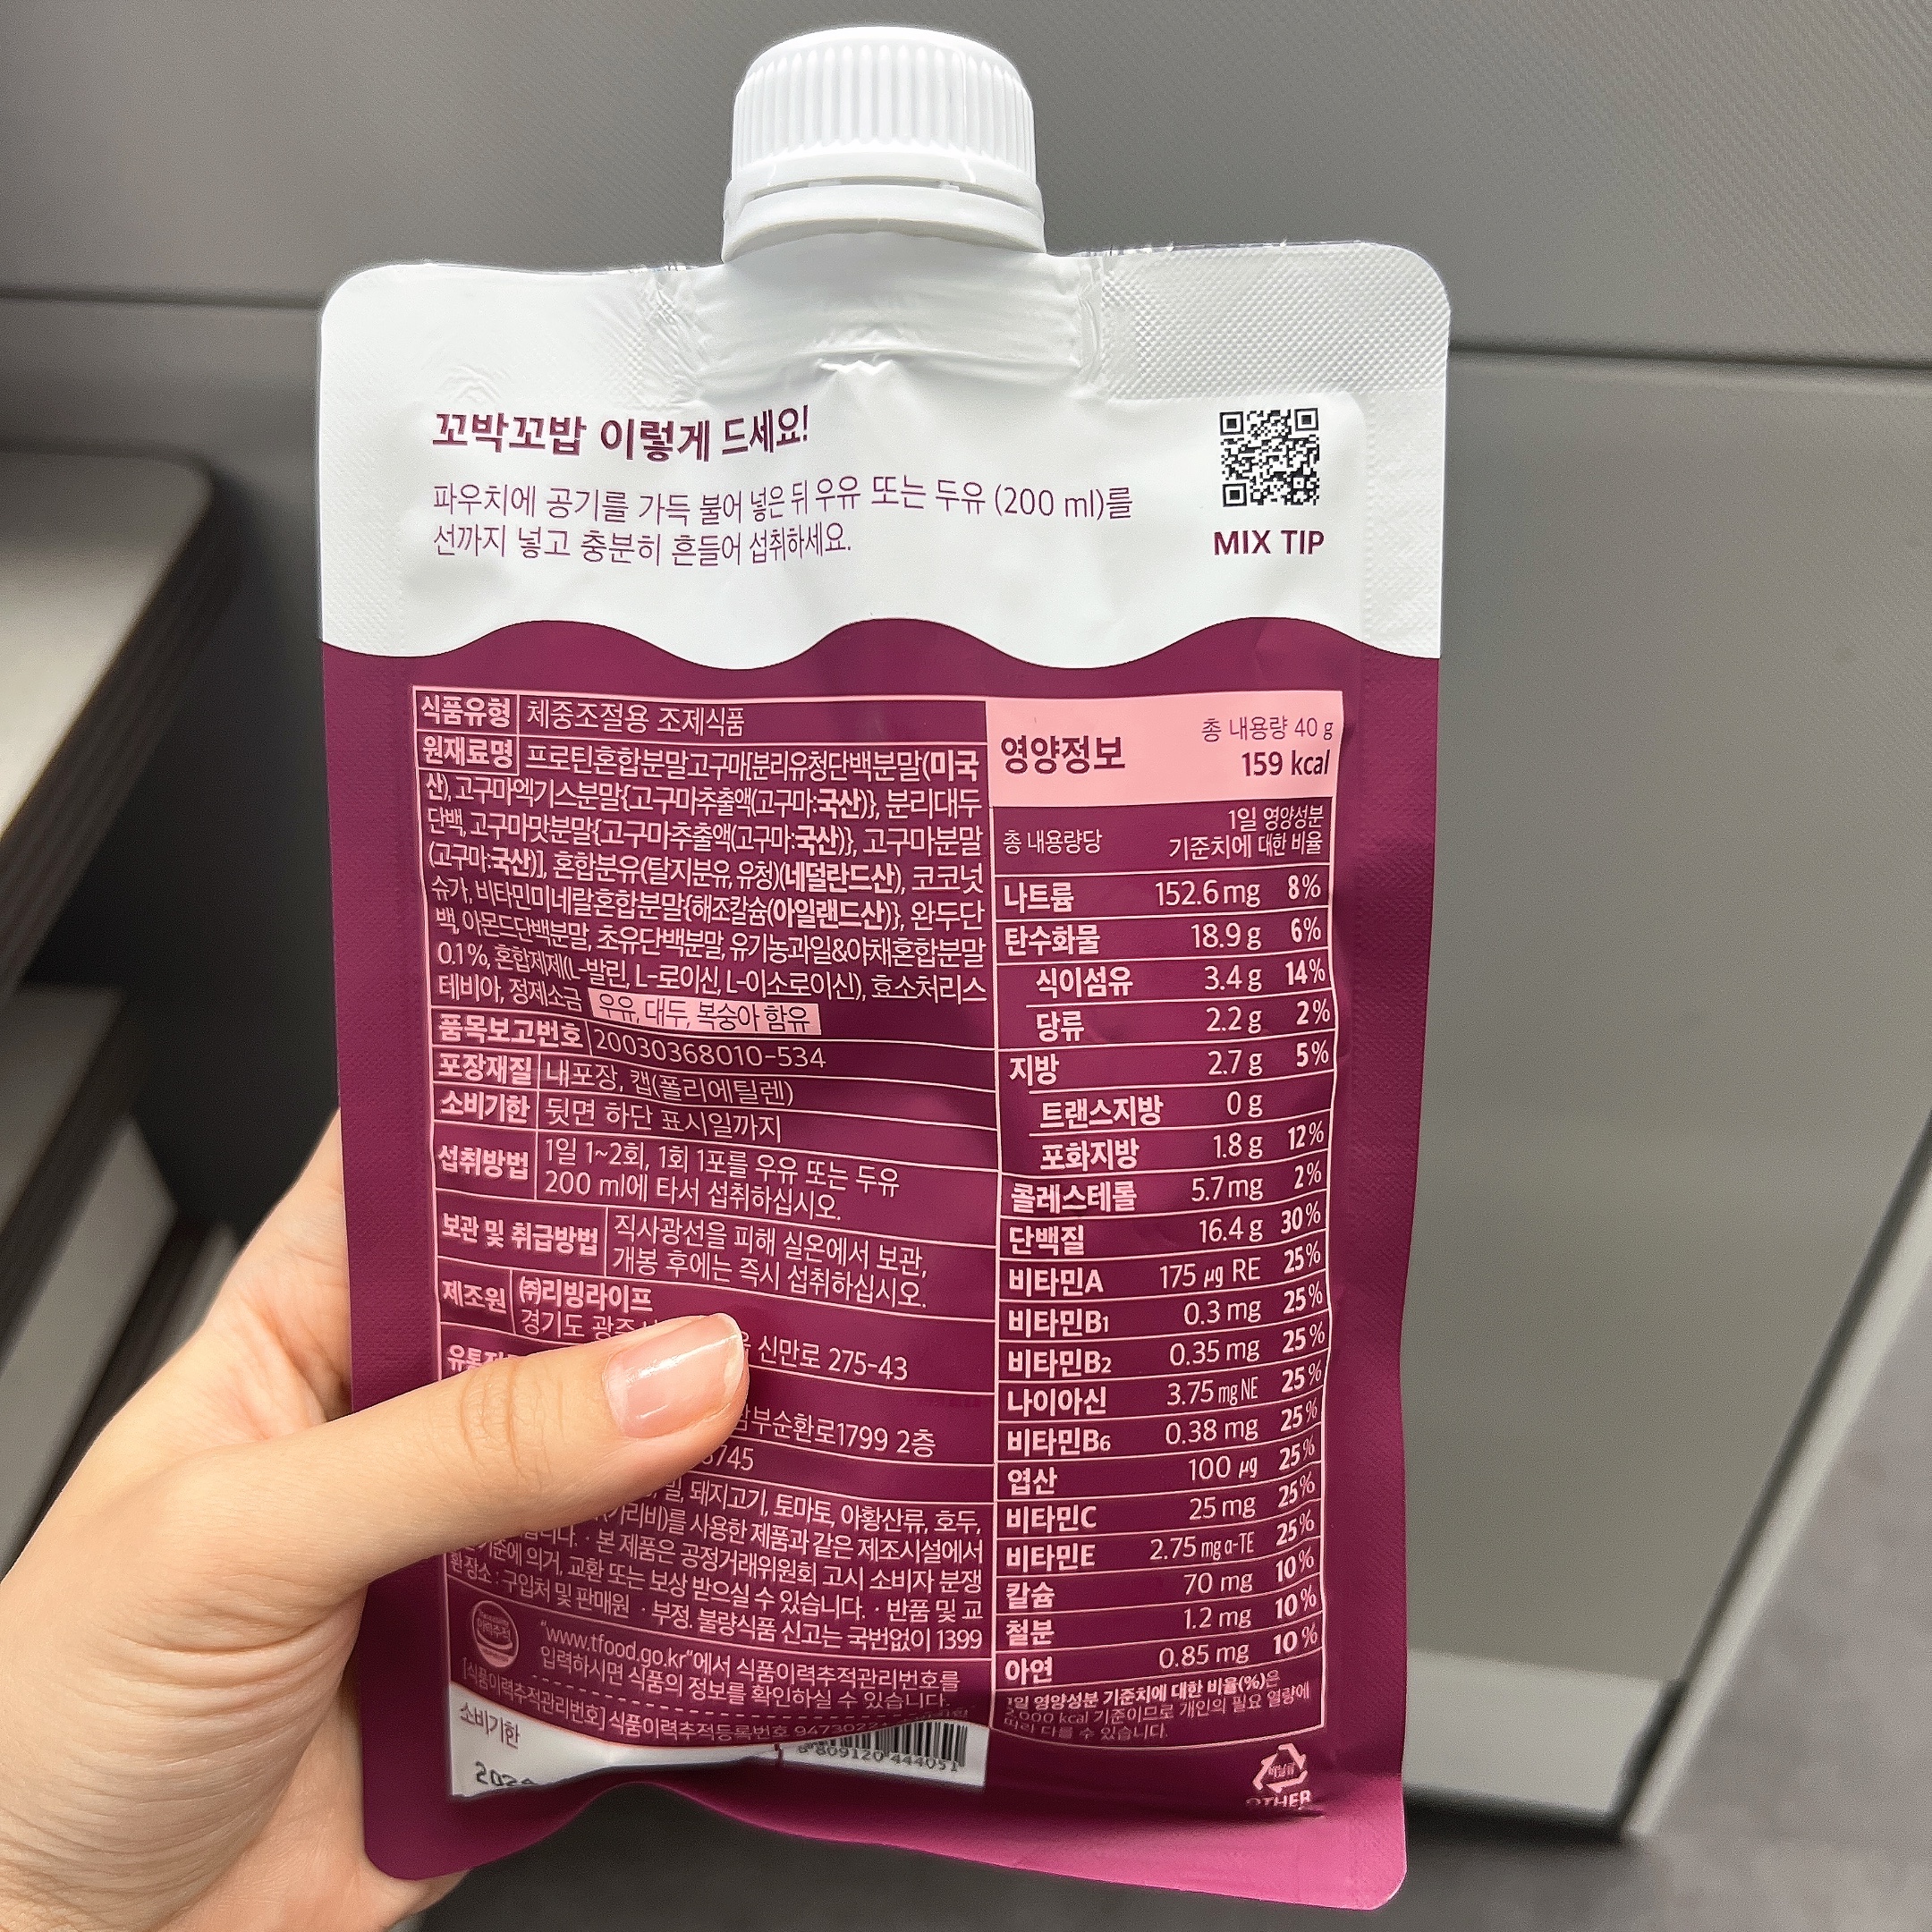 꼬박꼬밥 이렇게 드세요!
파우치에 공기를 가득 불어 넣은 뒤 우유 또는 두유 (200 ml)를
선까지 넣고 충분히 흔들어 섭취하세요.
MIX TIP
식품유형 체중조절용 조제식품
원재료명 프로틴혼합분말고구마[분리유청단백분말(미국
산), 고구마엑기스분말{고구마추출액(고구마:국산)}, 분리대두
단백, 고구마맛분말{고구마추출액(고구마:국산)}, 고구마분말
(고구마:국산)], 혼합분유(탈지분유, 유청)(네덜란드산), 코코넛
슈가, 비타민미네랄혼합분말{해조칼슘(아일랜드산)}, 완두단
백, 아몬드단백분말, 초유단백분말, 유기농과일&야채혼합분말
0.1%, 혼합제제(L-발린, L-로이신, L-이소로이신), 효소처리스
테비아, 정제소금 우유, 대두, 복숭아 함유
품목보고번호 20030368010-534
포장재질 내포장, 캡(폴리에틸렌)
소비기한 뒷면 하단 표시일까지
섭취방법 1일 1~2회, 1회 1포를 우유 또는 두유
200 ml에 타서 섭취하십시오.
보관 및 취급방법 직사광선을 피해 실온에서 보관,
개봉 후에는 즉시 섭취하십시오.
제조원 ㈜리빙라이프
경기도 신만로 275-43
2층
밀, 돼지고기, 토마토, 아황산류, 호두,
사용한 제품과 같은 제조시설에서
· 본 제품은 공정거래위원회 고시 소비자 분쟁
의거, 교환 또는 보상 받으실 수 있습니다. · 반품 및 교
환장소 : 구입처 및 판매원 · 부정. 불량식품 신고는 국번없이 1399
"www.tfood.go.kr"에서 식품이력추적관리번호를
입력하시면 식품의 정보를 확인하실 수 있습니다.
[식품이력추적관리번호] 식품이력추적등록번호
소비기한
8 809120 444051
영양정보 총 내용량 40 g
159 kcal
총 내용량당 1일 영양성분
기준치에 대한 비율
나트륨 152.6 mg 8%
탄수화물 18.9 g 6%
식이섬유 3.4 g 14%
당류 2.2 g 2%
지방 2.7 g 5%
트랜스지방 0 g
포화지방 1.8 g 12%
콜레스테롤 5.7 mg 2%
단백질 16.4 g 30%
비타민A 175 μg RE 25%
비타민B1 0.3 mg 25%
비타민B2 0.35 mg 25%
나이아신 3.75 mg NE 25%
비타민B6 0.38 mg 25%
엽산 100 μg 25%
비타민C 25 mg 25%
비타민E 2.75 mg α-TE 25%
칼슘 70 mg 10%
철분 1.2 mg 10%
아연 0.85 mg 10%
1일 영양성분 기준치에 대한 비율(%)은
2,000 kcal 기준이므로 개인의 필요 열량에
따라 다를 수 있습니다.
OTHER